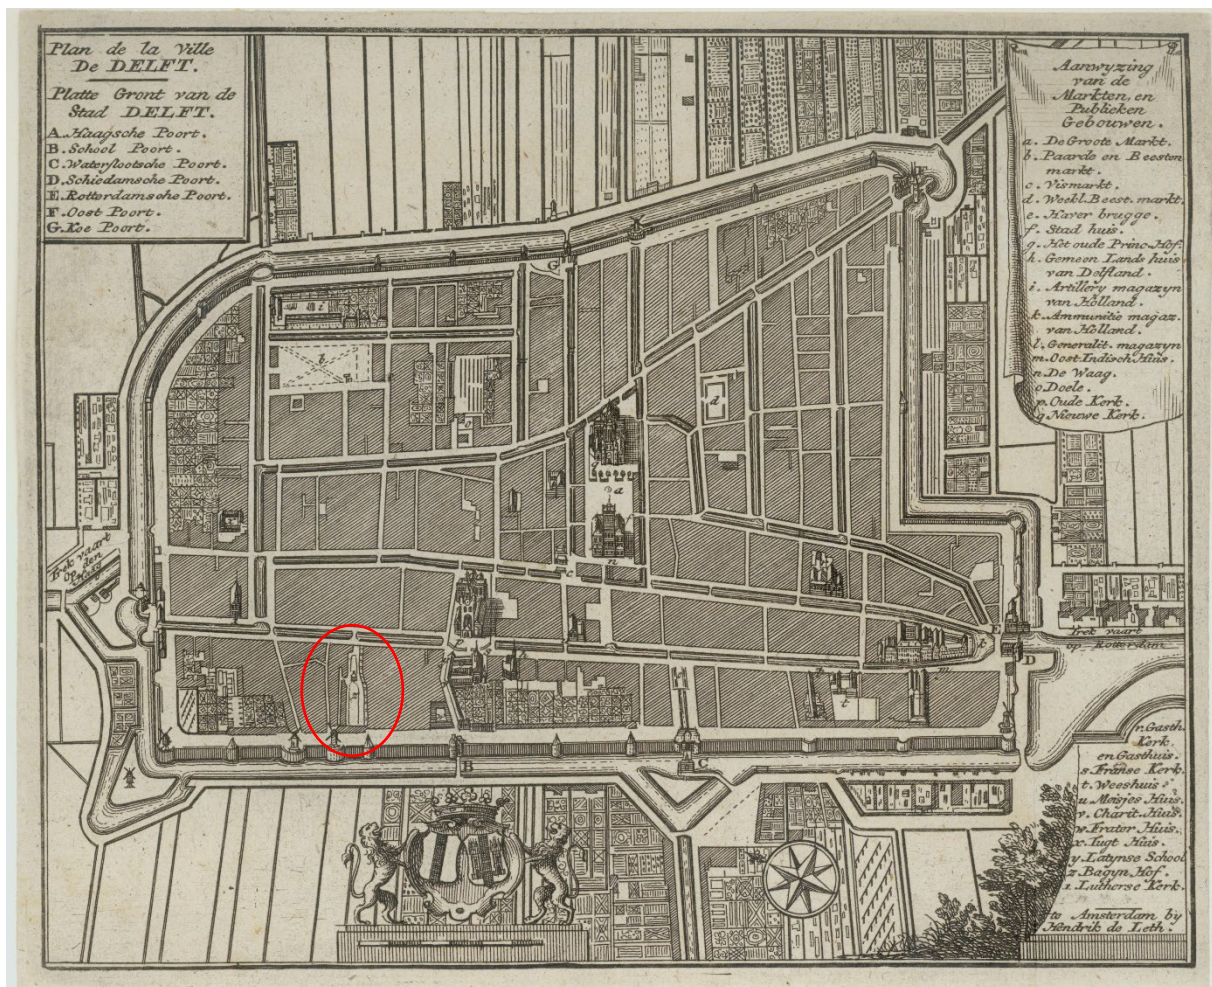 Plan de la Ville
De DELFT.
Platte Gront van de
Stad DELFT.
A. Haagsche Poort.
B. School Poort.
C. Waterslootsche Poort.
D. Schiedamsche Poort.
E. Rotterdamsche Poort.
F. Oost Poort.
G. Koe Poort.
Aanwyzing
van de
Markten, en
Publieken
Gebouwen.
a. De Groote Markt.
b. Paarde en Beesten
markt.
c. Vismarkt.
d. Weekl. Beest. markt.
e. Haver brugge.
f. Stad huis.
g. Het oude Princ. Hof.
h. Gemeen Lands huis
van Delfland.
i. Artillery magazyn
van Holland.
k. Ammunitie magaz.
van Holland.
l. Generalit. magazyn
m. Oost Indisch Huis.
n. De Waag.
o. Doele.
p. Oude Kerk.
q. Nieuwe Kerk.
G
i
b
o
d
q
a
n
c
p
Trek vaart
Op den
Haag
E
Trek vaart
op Rotterdam
D
l
m
t
B
C
r. Gasth.
Kerk.
en Gasthuis.
s. Franse Kerk.
t. Weeshuis
u. Meisjes Huis.
v. Charit. Huis.
w. Frater Huis.
x. Tugt Huis.
y. Latynse School
z. Bagyn Hof.
1. Lutherse Kerk.
te Amsterdam by
Hendrik de Leth.